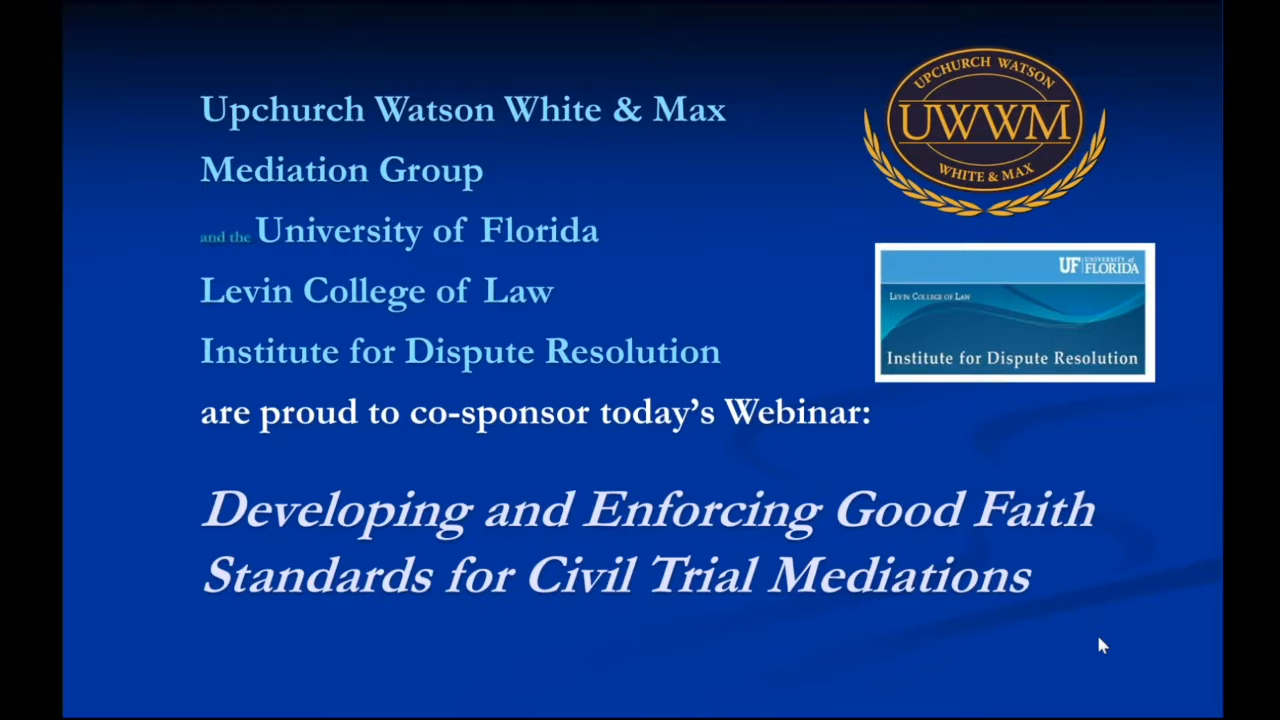 Upchurch Watson White & Max
Mediation Group
and the University of Florida
Levin College of Law
Institute for Dispute Resolution
are proud to co-sponsor today's Webinar:
Developing and Enforcing Good Faith
Standards for Civil Trial Mediations
UPCHURCH WATSON
UWWM
WHITE & MAX
UF UNIVERSITY of
FLORIDA
LEVIN COLLEGE OF LAW
Institute for Dispute Resolution